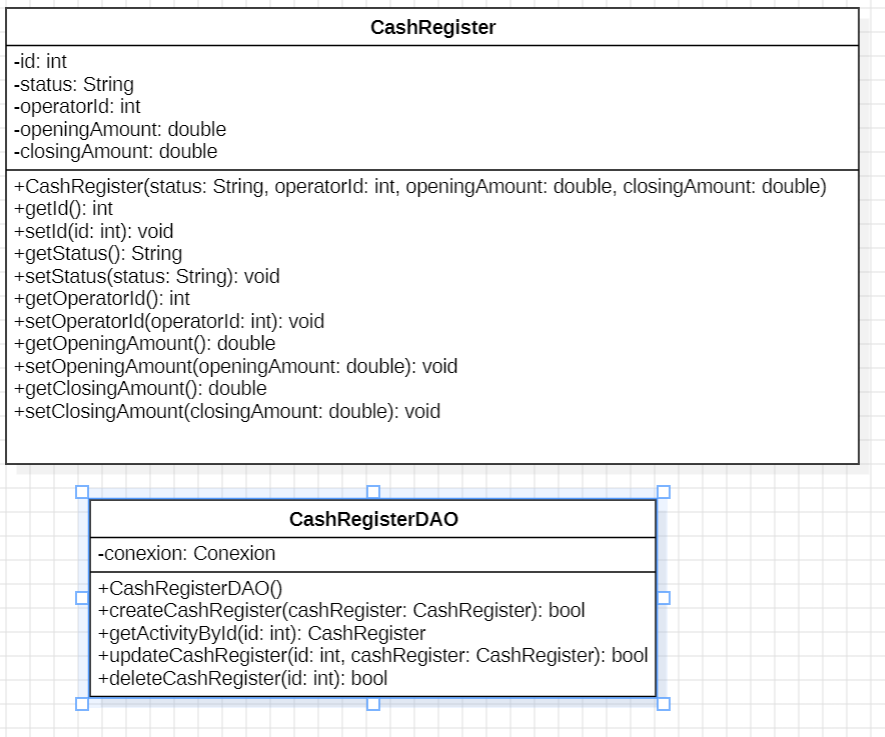 CashRegister
-id: int
-status: String
-operatorId: int
-openingAmount: double
-closingAmount: double
+CashRegister(status: String, operatorId: int, openingAmount: double, closingAmount: double)
+getId(): int
+setId(id: int): void
+getStatus(): String
+setStatus(status: String): void
+getOperatorId(): int
+setOperatorId(operatorId: int): void
+getOpeningAmount(): double
+setOpeningAmount(openingAmount: double): void
+getClosingAmount(): double
+setClosingAmount(closingAmount: double): void
CashRegisterDAO
-conexion: Conexion
+CashRegisterDAO()
+createCashRegister(cashRegister: CashRegister): bool
+getActivityById(id: int): CashRegister
+updateCashRegister(id: int, cashRegister: CashRegister): bool
+deleteCashRegister(id: int): bool